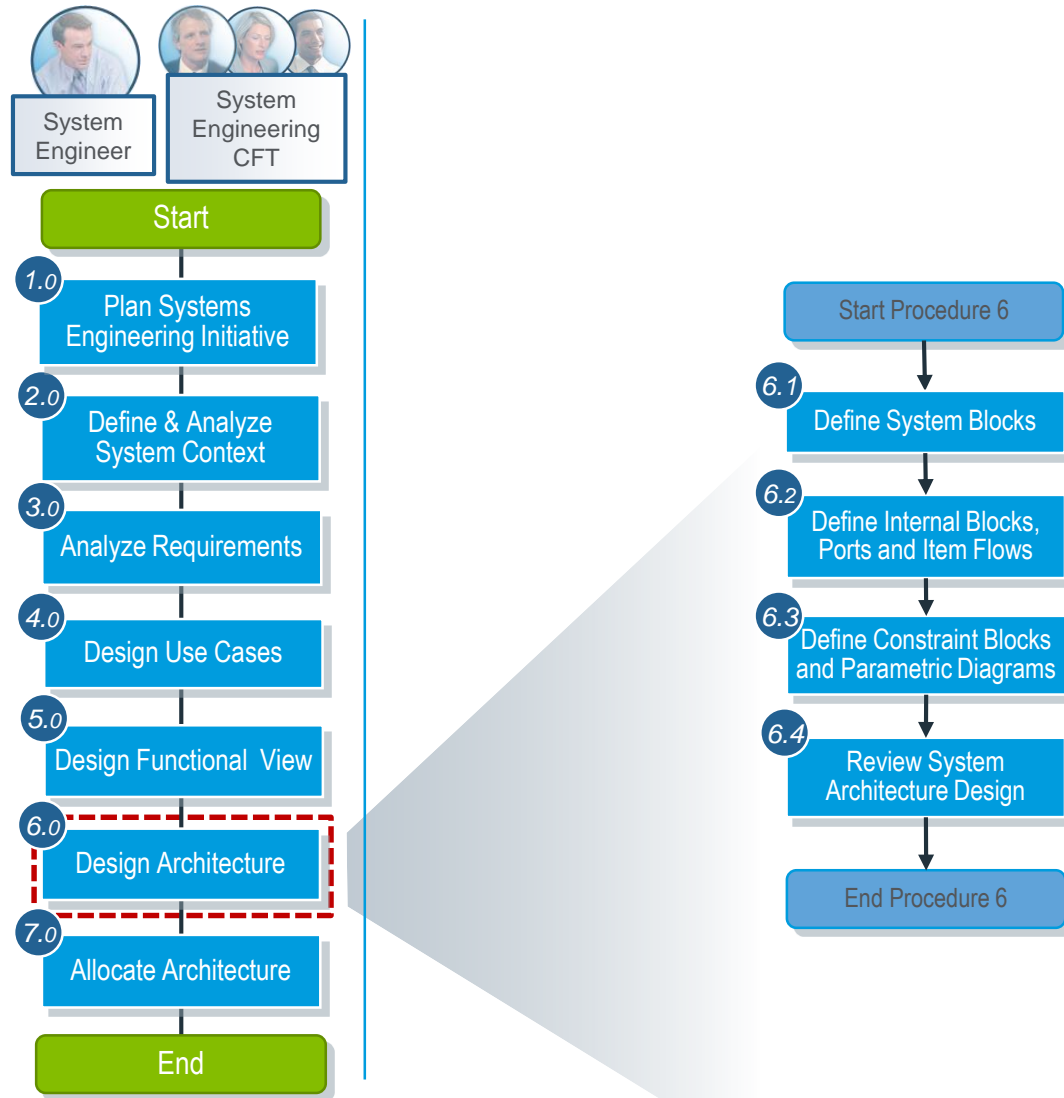 System
Engineer
System
Engineering
CFT
Start
1.0
Plan Systems
Engineering Initiative
2.0
Define & Analyze
System Context
3.0
Analyze Requirements
4.0
Design Use Cases
5.0
Design Functional  View
6.0
Design Architecture
7.0
Allocate Architecture
End
Start Procedure 6
6.1
Define System Blocks
6.2
Define Internal Blocks,
Ports and Item Flows
6.3
Define Constraint Blocks
and Parametric Diagrams
6.4
Review System
Architecture Design
End Procedure 6